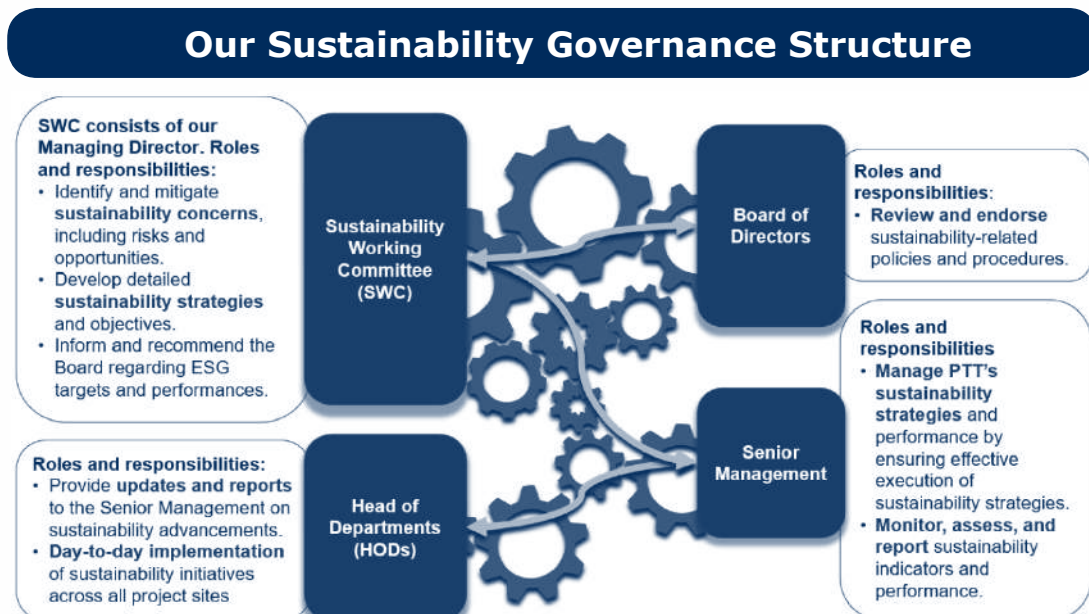 Our Sustainability Governance Structure
SWC consists of our
Managing Director. Roles
and responsibilities:
• Identify and mitigate
sustainability concerns,
including risks and
opportunities.
• Develop detailed
sustainability strategies
and objectives.
• Inform and recommend the
Board regarding ESG
targets and performances.
Sustainability
Working
Committee
(SWC)
Board of
Directors
Roles and
responsibilities:
• Review and endorse
sustainability-related
policies and procedures.
Roles and responsibilities:
• Provide updates and reports
to the Senior Management on
sustainability advancements.
• Day-to-day implementation
of sustainability initiatives
across all project sites
Head of
Departments
(HODs)
Senior
Management
Roles and
responsibilities
• Manage PTT's
sustainability
strategies and
performance by
ensuring effective
execution of
sustainability strategies.
• Monitor, assess, and
report sustainability
indicators and
performance.